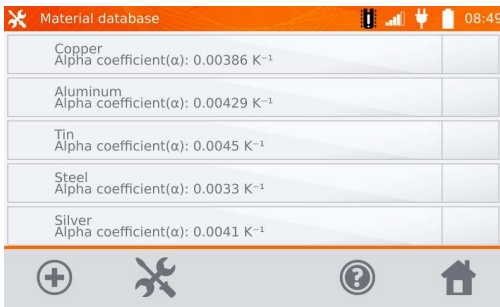 Material database
08:49
Copper
Alpha coefficient(α): 0.00386 K⁻¹
Aluminum
Alpha coefficient(α): 0.00429 K⁻¹
Tin
Alpha coefficient(α): 0.0045 K⁻¹
Steel
Alpha coefficient(α): 0.0033 K⁻¹
Silver
Alpha coefficient(α): 0.0041 K⁻¹